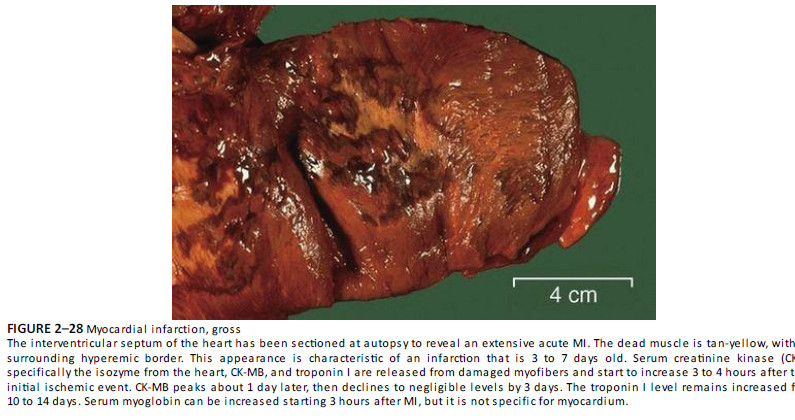 4 cm
FIGURE 2–28 Myocardial infarction, gross
The interventricular septum of the heart has been sectioned at autopsy to reveal an extensive acute MI. The dead muscle is tan-yellow, with
surrounding hyperemic border. This appearance is characteristic of an infarction that is 3 to 7 days old. Serum creatinine kinase (CK
specifically the isozyme from the heart, CK-MB, and troponin I are released from damaged myofibers and start to increase 3 to 4 hours after t
initial ischemic event. CK-MB peaks about 1 day later, then declines to negligible levels by 3 days. The troponin I level remains increased f
10 to 14 days. Serum myoglobin can be increased starting 3 hours after MI, but it is not specific for myocardium.